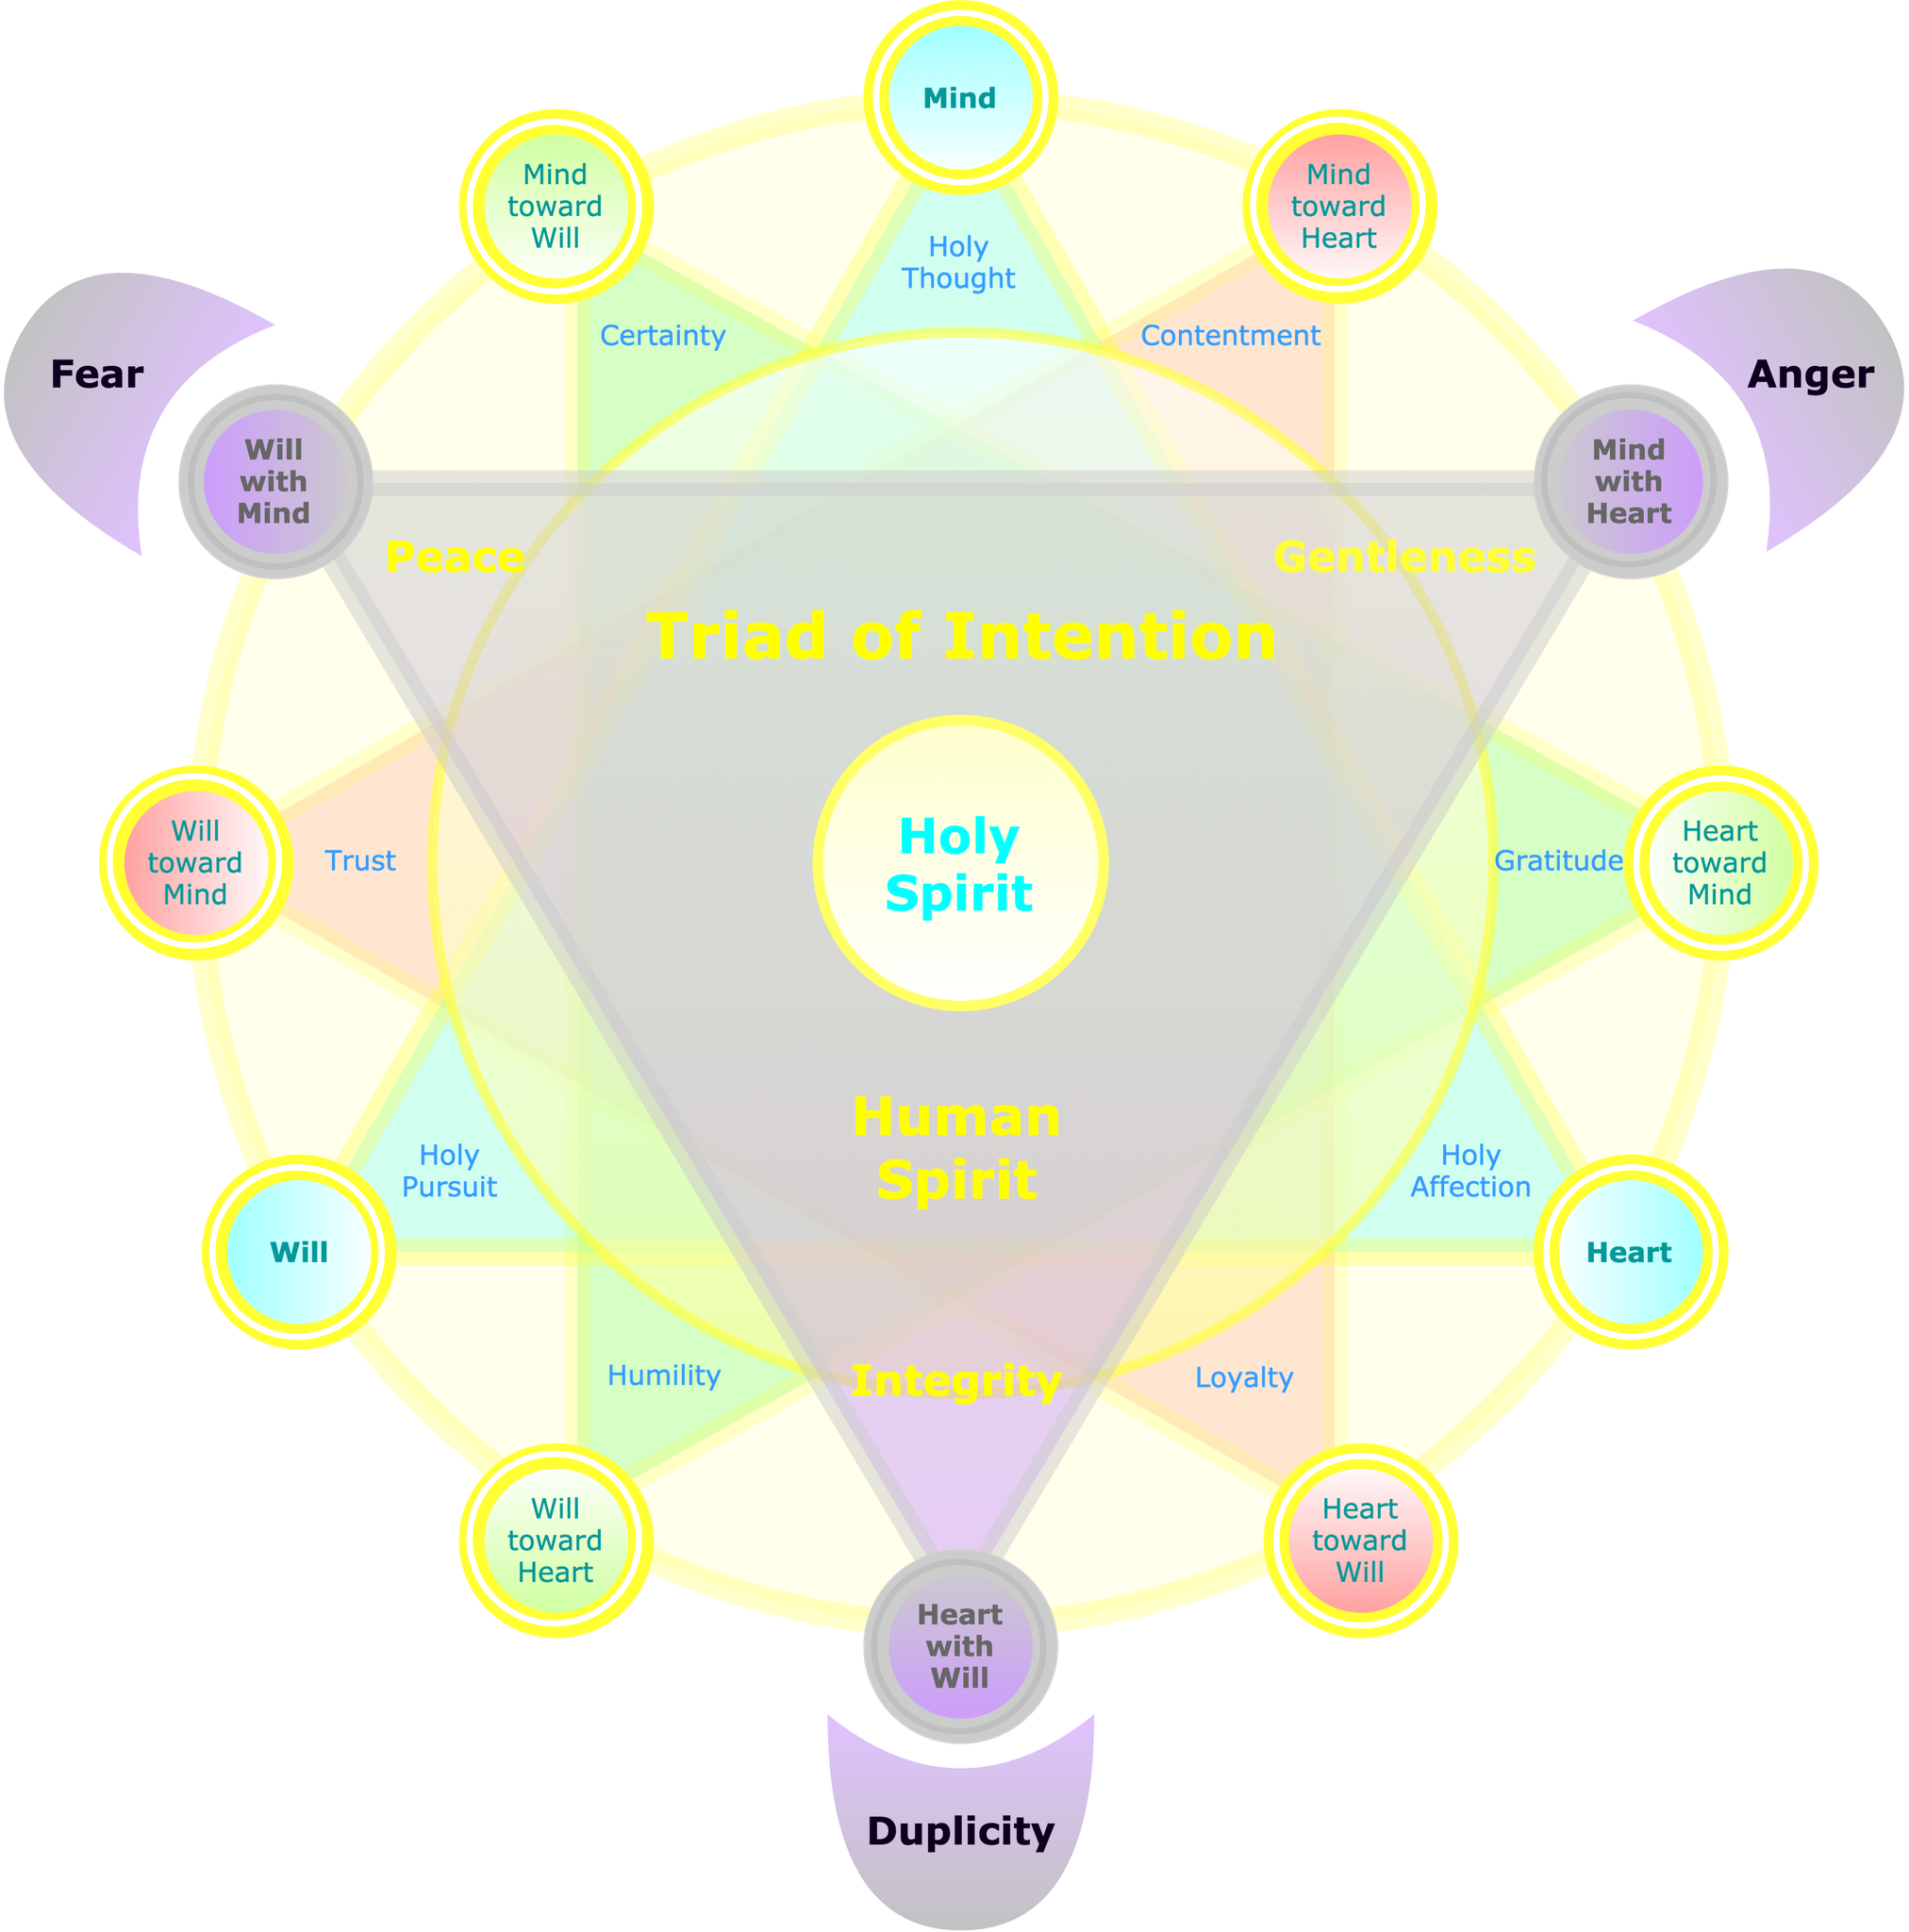 Mind
Mind
toward
Will
Mind
toward
Heart
Holy
Thought
Certainty
Contentment
Fear
Anger
Will
with
Mind
Mind
with
Heart
Peace
Gentleness
Triad of Intention
Will
toward
Mind
Trust
Holy
Spirit
Gratitude
Heart
toward
Mind
Human
Spirit
Holy
Pursuit
Holy
Affection
Will
Heart
Humility
Integrity
Loyalty
Will
toward
Heart
Heart
toward
Will
Heart
with
Will
Duplicity